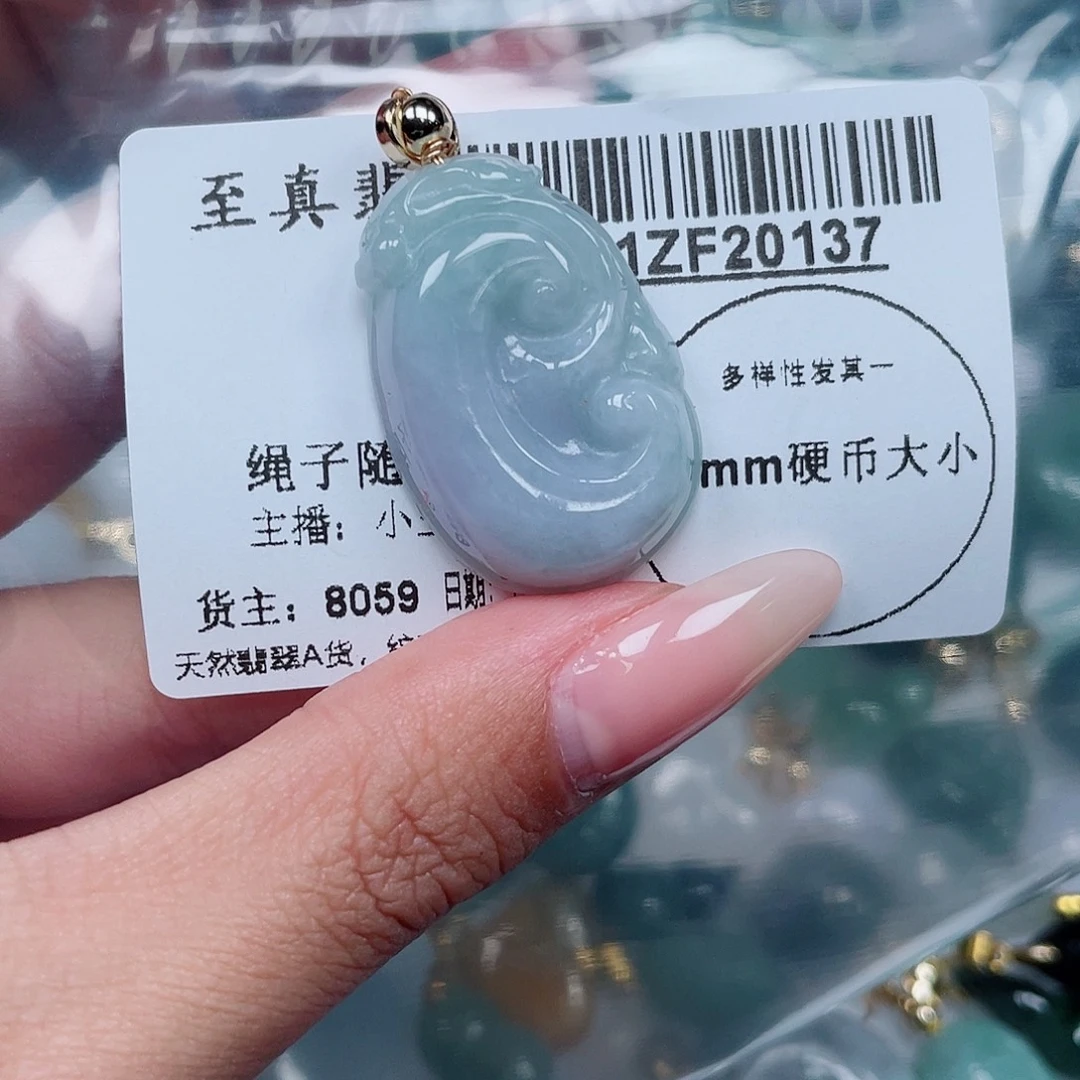 至真翡
1ZF20137
多样性发其一
绳子随
mm硬币大小
主播：小
货主：8059 日期：
天然翡翠A货，